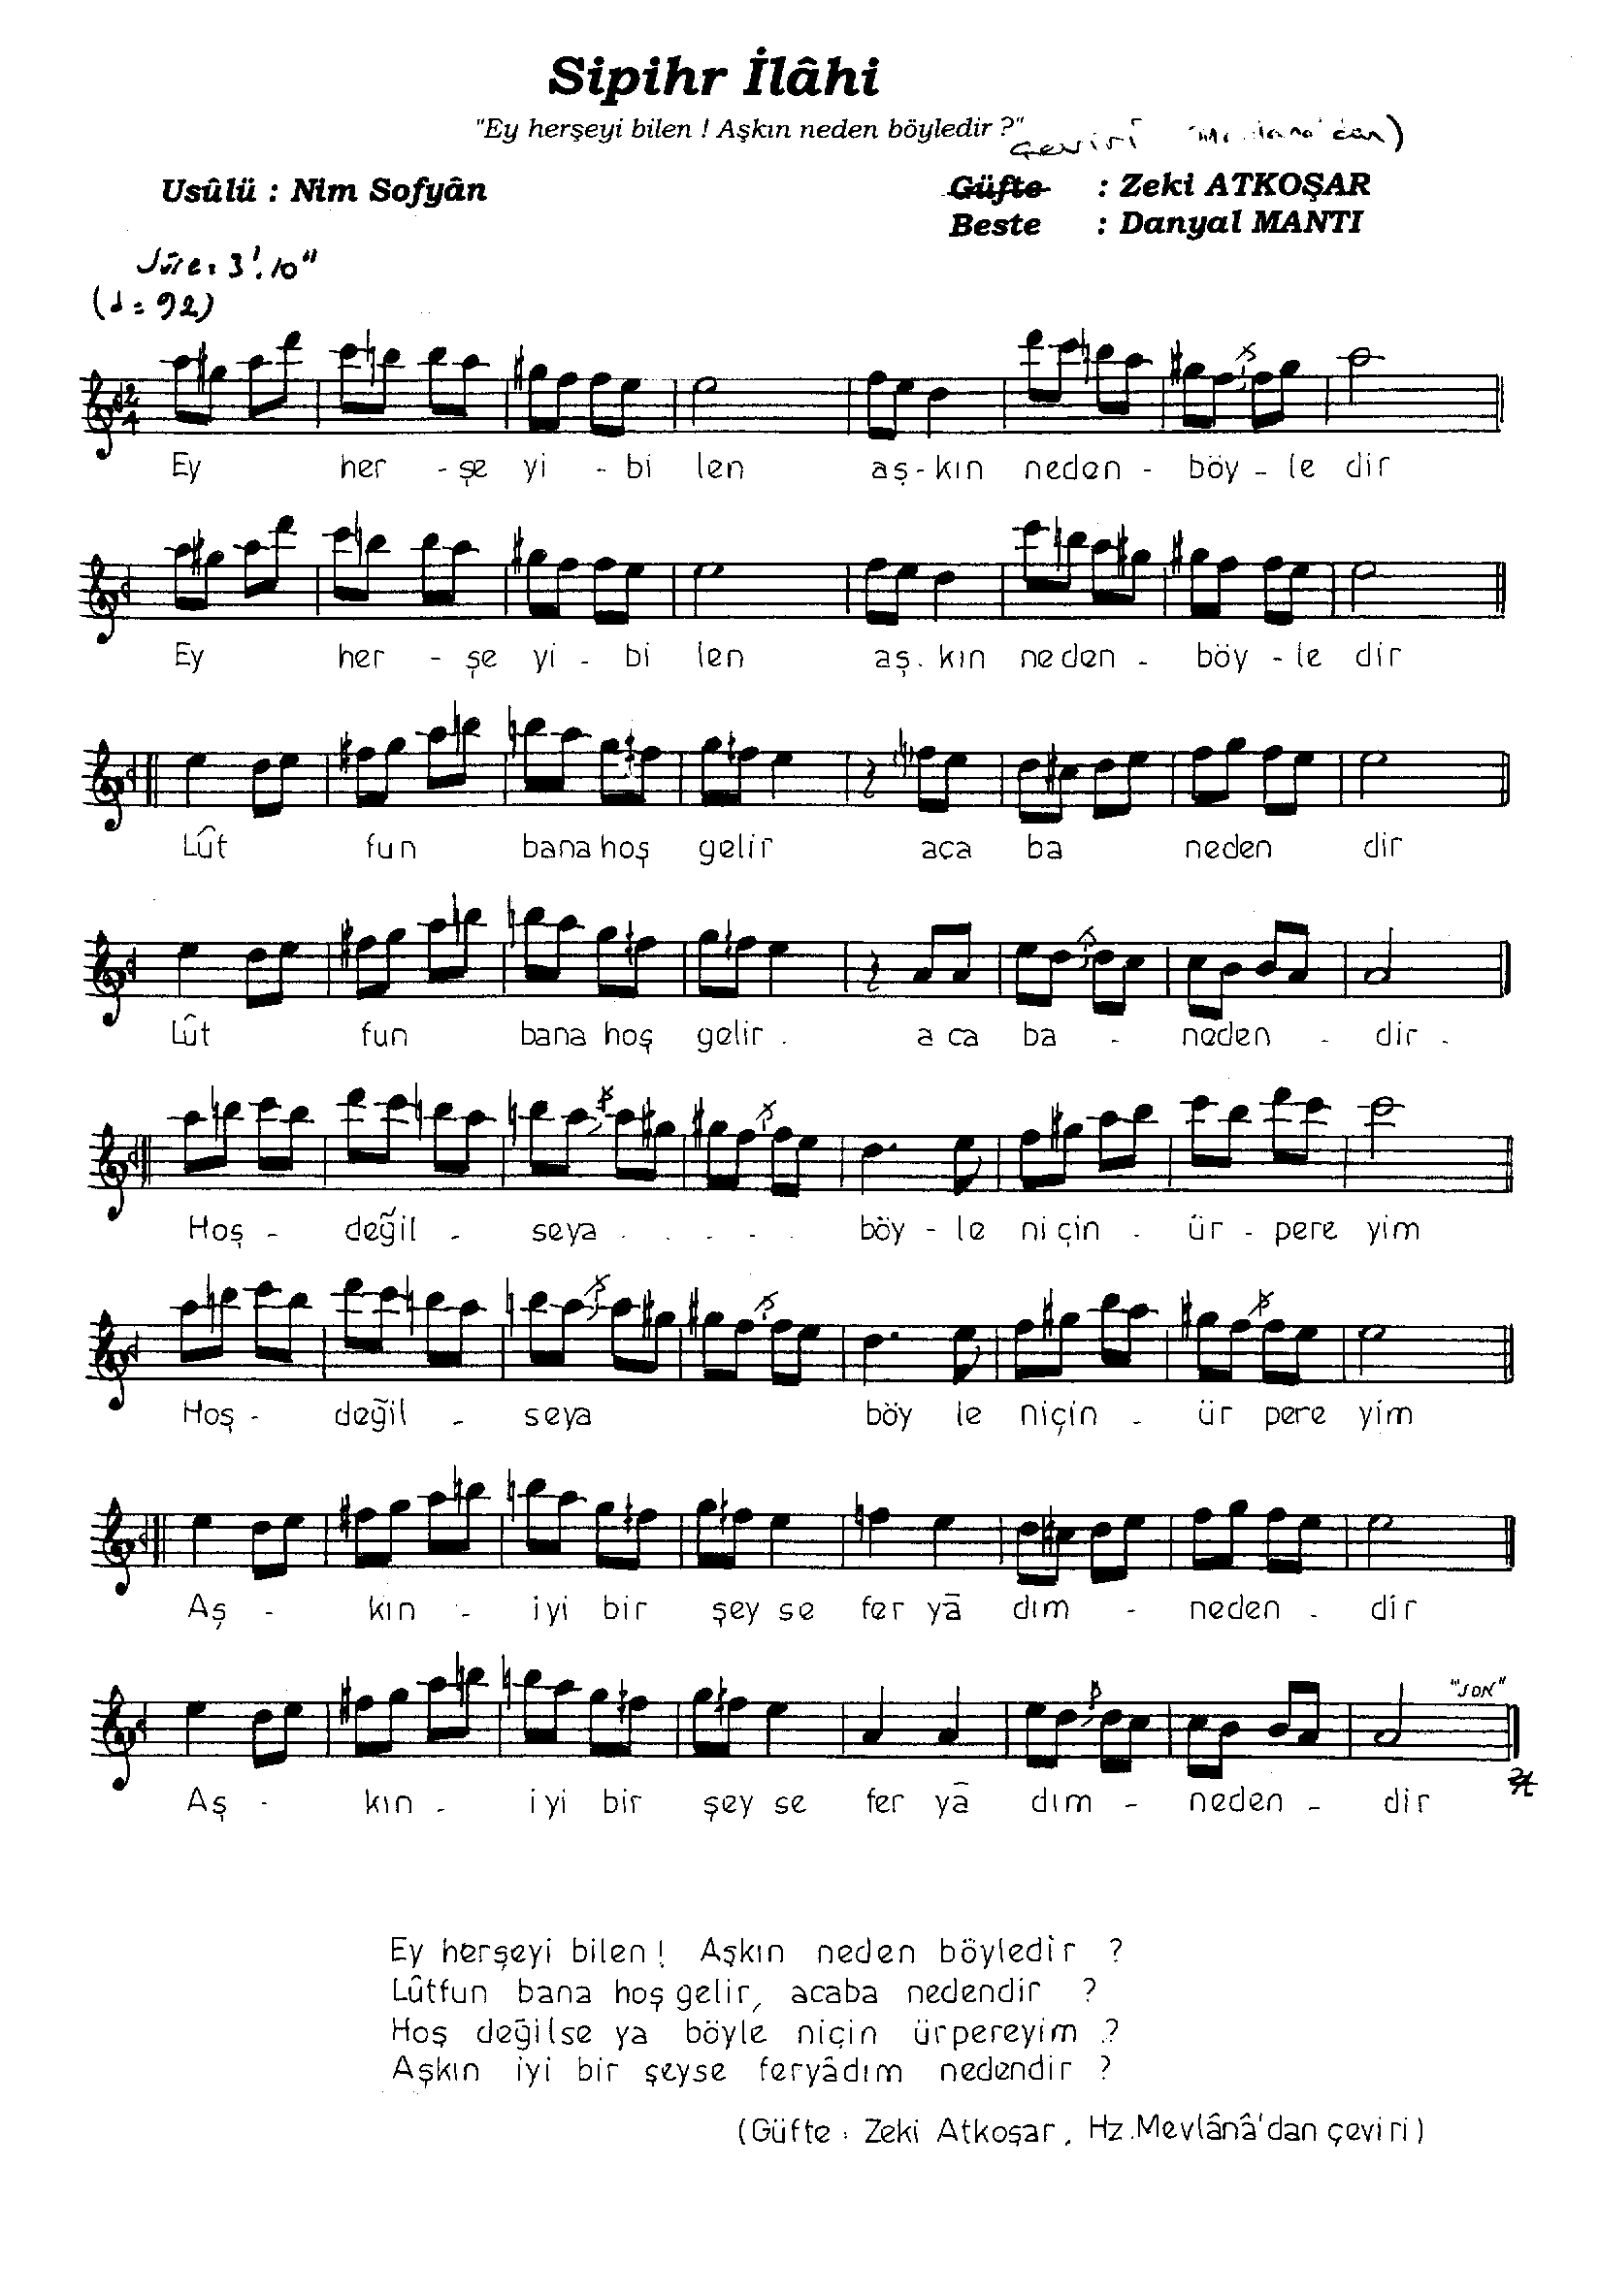 Sipihr İlâhi
"Ey herşeyi bilen ! Aşkın neden böyledir ?"
Çeviri
Usûlü : Nim Sofyân
Güfte : Zeki ATKOŞAR
Beste : Danyal MANTI
Süre: 3'.10"
(♩ = 92)
2
4
Ey her - şe yi - bi len aş - kın neden - böy - le dir
Ey her - şe yi - bi len aş . kın neden - böy - le dir
Lût fun bana hoş gelir aca ba neden dir
Lût fun bana hoş gelir . a ca ba - neden - dir -
Hoş - değil - seya . . . . . böy - le niçin . ür - pere yim
Hoş - değil - seya böy le niçin - ür pere yim
Aş - kın - iyi bir şey se fer yâ dım - neden - dir
"SON"
Aş - kın - iyi bir şey se fer yâ dım - neden - dir
Ey herşeyi bilen ! Aşkın neden böyledir ?
Lûtfun bana hoş gelir, acaba nedendir ?
Hoş değilse ya böyle niçin ürpereyim ?
Aşkın iyi bir şeyse feryâdım nedendir ?
(Güfte : Zeki Atkoşar , Hz.Mevlânâ'dan çeviri)